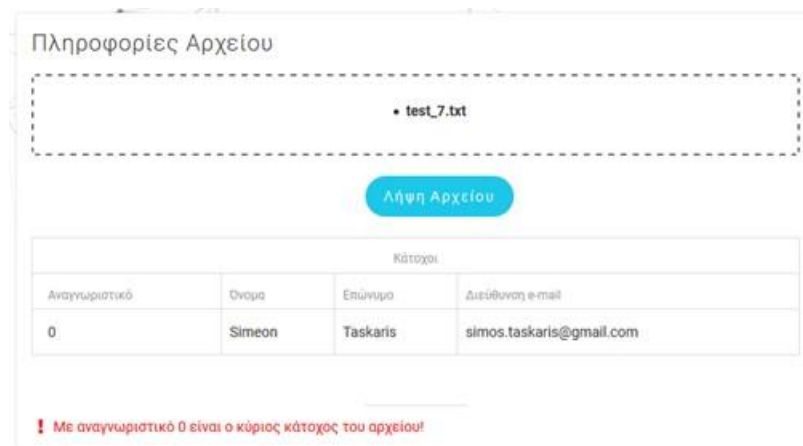 Πληροφορίες Αρχείου
• test_7.txt
Λήψη Αρχείου
Κάτοχοι
Αναγνωριστικό Όνομα Επώνυμο Διεύθυνση e-mail
0 Simeon Taskaris simos.taskaris@gmail.com
! Με αναγνωριστικό 0 είναι ο κύριος κάτοχος του αρχείου!